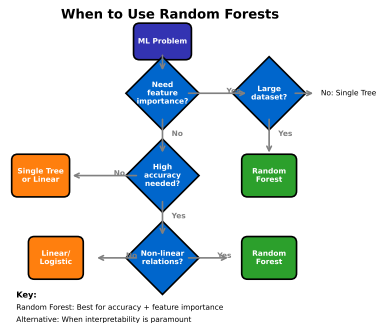 When to Use Random Forests
ML Problem
Need
feature
importance?
Yes
Large
dataset?
No: Single Tree
No
Yes
Single Tree
or Linear
No
High
accuracy
needed?
Random
Forest
Yes
Linear/
Logistic
No
Non-linear
relations?
Yes
Random
Forest
Key:
Random Forest: Best for accuracy + feature importance
Alternative: When interpretability is paramount